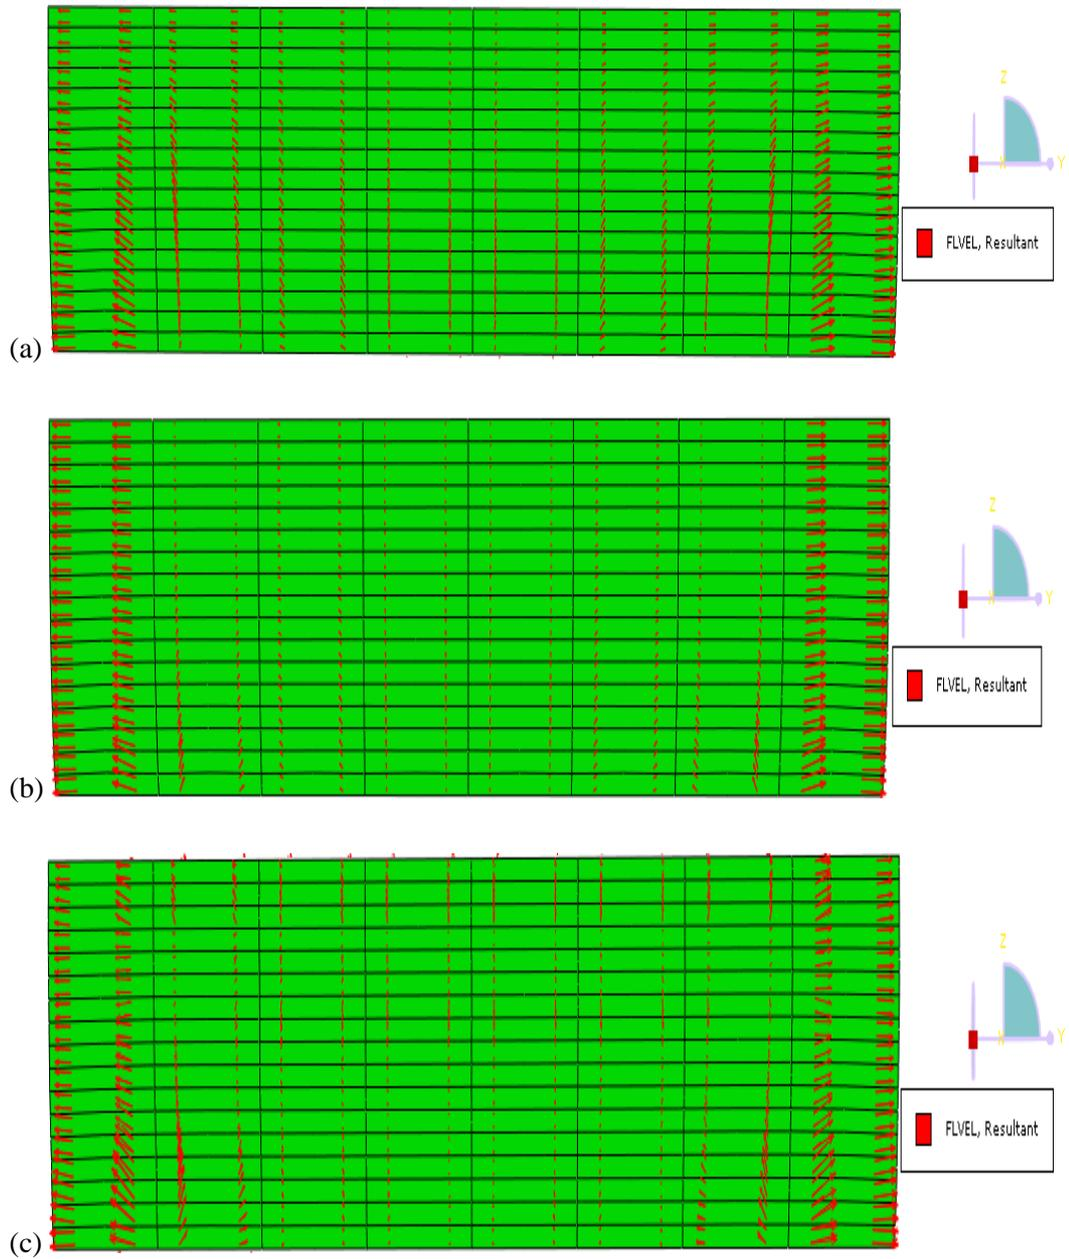 Z
X Y
FLVEL, Resultant
(a)
Z
X Y
FLVEL, Resultant
(b)
Z
X Y
FLVEL, Resultant
(c)